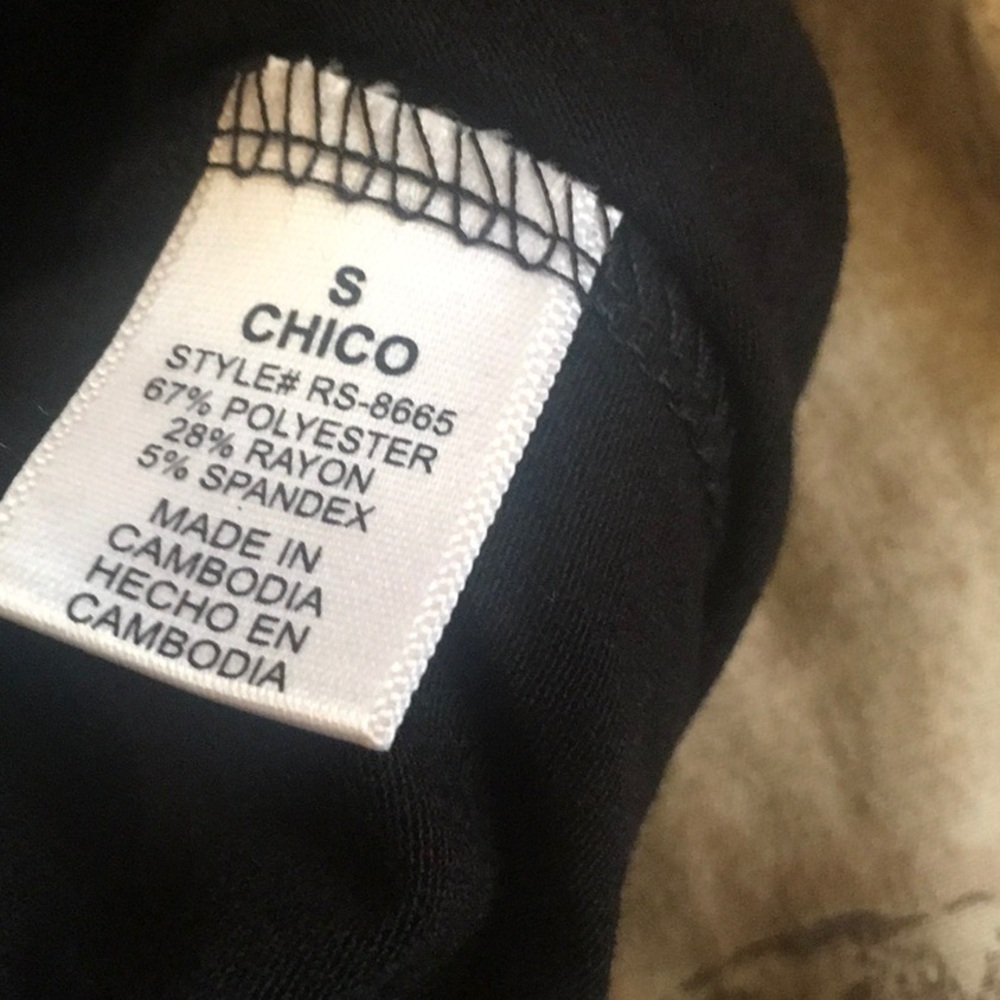 S
CHICO
STYLE# RS-8665
67% POLYESTER
28% RAYON
5% SPANDEX
MADE IN
CAMBODIA
HECHO EN
CAMBODIA